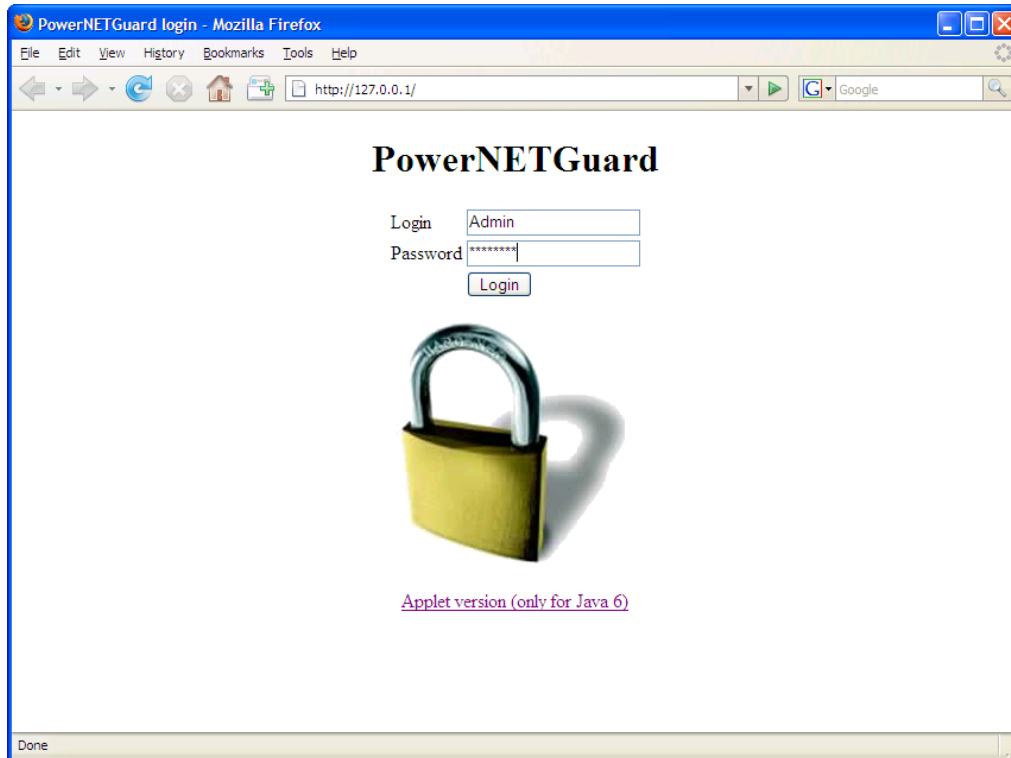 PowerNETGuard login - Mozilla Firefox
File Edit View History Bookmarks Tools Help
http://127.0.0.1/ G Google
PowerNETGuard
Login Admin
Password ********
Login
Applet version (only for Java 6)
Done